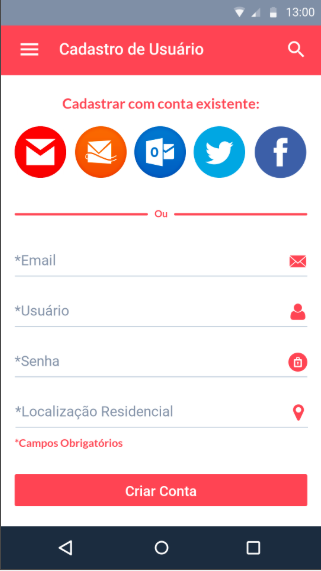 13:00
Cadastro de Usuário
Cadastrar com conta existente:
Ou
*Email
*Usuário
*Senha
*Localização Residencial
*Campos Obrigatórios
Criar Conta